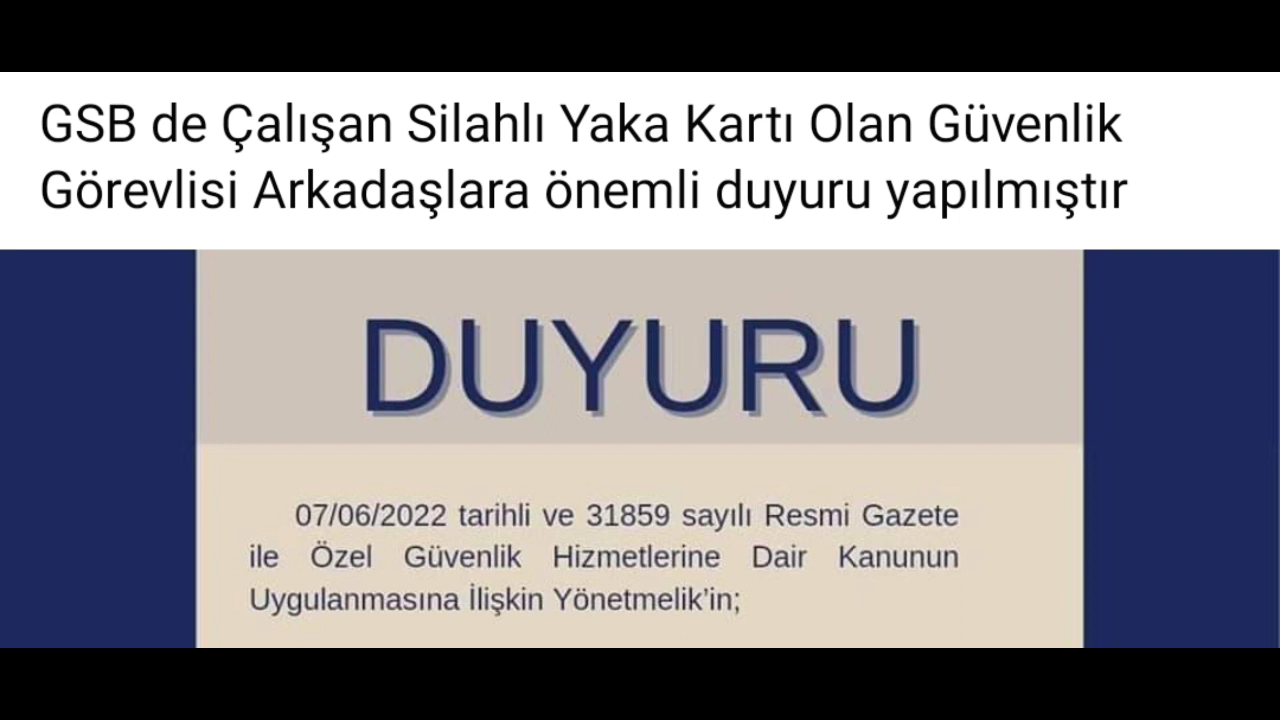 GSB de Çalışan Silahlı Yaka Kartı Olan Güvenlik
Görevlisi Arkadaşlara önemli duyuru yapılmıştır
DUYURU
07/06/2022 tarihli ve 31859 sayılı Resmi Gazete
ile Özel Güvenlik Hizmetlerine Dair Kanunun
Uygulanmasına İlişkin Yönetmelik’in;